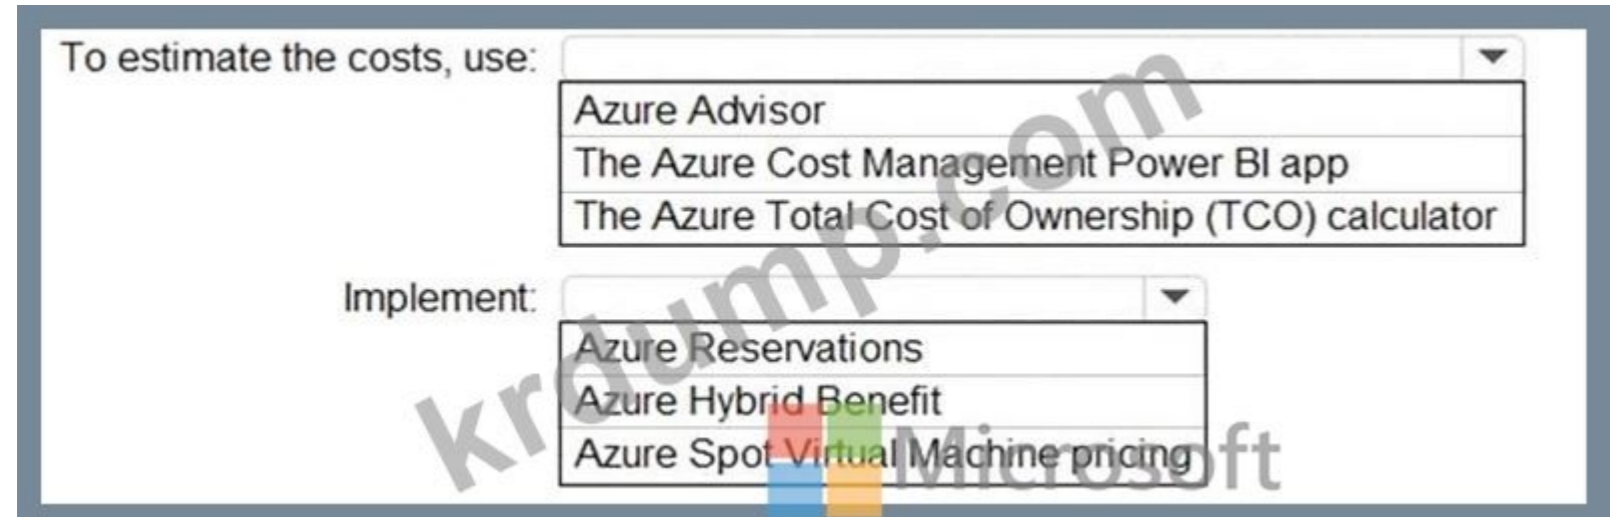 To estimate the costs, use:
Azure Advisor
The Azure Cost Management Power BI app
The Azure Total Cost of Ownership (TCO) calculator
Implement:
Azure Reservations
Azure Hybrid Benefit
Azure Spot Virtual Machine pricing
krdump.com
Microsoft